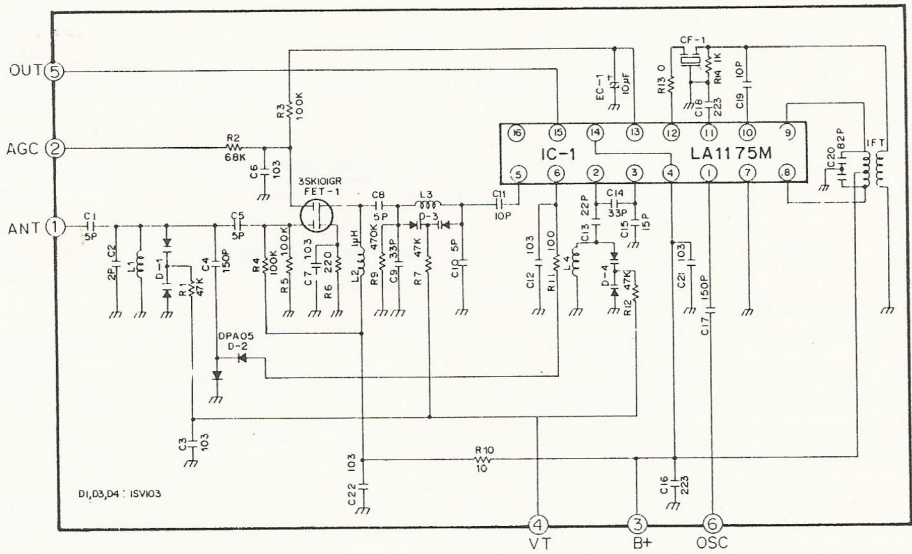 CF-1
OUT 5
R3
100K
EC-1
+
10μF
R13 0
R14 1K
C18
223
10P
C19
AGC 2
R2
68K
C6
103
16 15 14 13 12 11 10 9
IC-1 LA1175M
5 6 2 3 4 1 7 8
C20
82P
IFT
3SK101GR
FET-1
C8
5P
L3
D-3
C11
10P
C14
33P
22P
C13
C15
15P
ANT 1
C1
5P
C2
2P
L1
D-1
R1
47K
C4
150P
C5
5P
R4
100K
R5
100K
C7
103
R6
220
1μH
L2
R9
470K
C9
33P
R7
47K
C10
5P
C12
103
R11
100
L4
D-4
R12
47K
C21
103
C17
150P
DPA05
D-2
C3
103
C22
103
R10
10
C16
223
D1,D3,D4 : ISV103
4
VT
3
B+
6
OSC